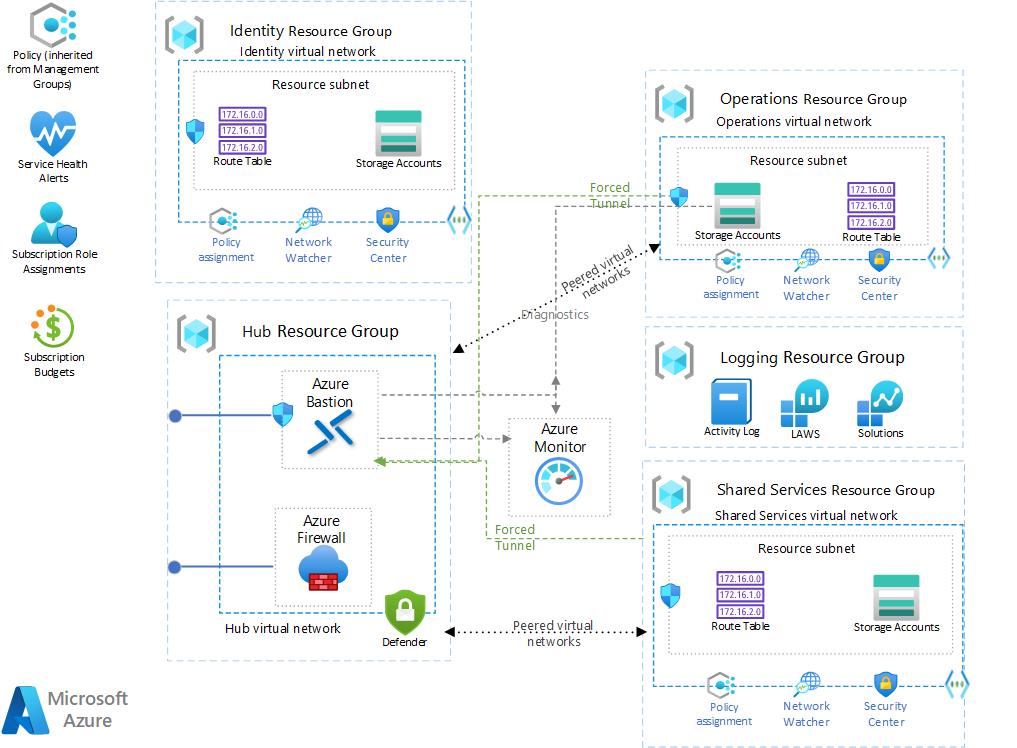 Policy (inherited
from Management
Groups)
Service Health
Alerts
Subscription Role
Assignments
Subscription
Budgets
Microsoft
Azure
Identity Resource Group
Identity virtual network
Resource subnet
172.16.0.0
172.16.1.0
172.16.2.0
Route Table
Storage Accounts
Policy
assignment
Network
Watcher
Security
Center
Hub Resource Group
Azure
Bastion
Azure
Firewall
Hub virtual network
Defender
Peered virtual
networks
Diagnostics
Forced
Tunnel
Azure
Monitor
Forced
Tunnel
Peered virtual
networks
Operations Resource Group
Operations virtual network
Resource subnet
Storage Accounts
172.16.0.0
172.16.1.0
172.16.2.0
Route Table
Policy
assignment
Network
Watcher
Security
Center
Logging Resource Group
Activity Log
LAWS
Solutions
Shared Services Resource Group
Shared Services virtual network
Resource subnet
172.16.0.0
172.16.1.0
172.16.2.0
Route Table
Storage Accounts
Policy
assignment
Network
Watcher
Security
Center